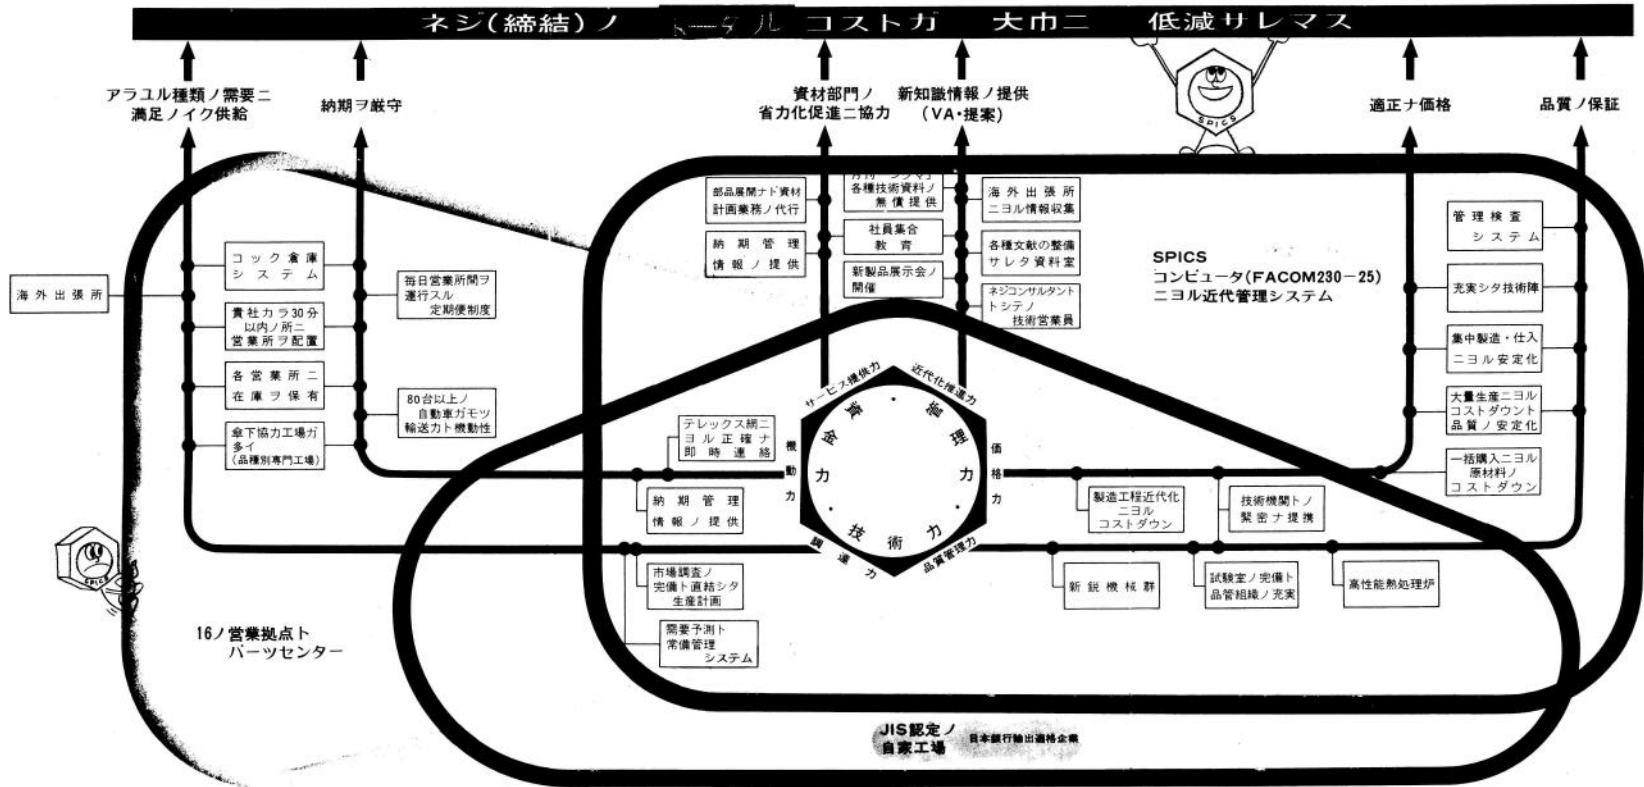 ネジ(締結)ノ トータル コストガ 大巾ニ 低減サレマス
アラユル種類ノ需要ニ
満足ノイク供給
納期ヲ厳守
資材部門ノ
省力化促進ニ協力
新知識情報ノ提供
(VA・提案)
適正ナ価格
品質ノ保証
SPICS
海外出張所
コック倉庫
システム
貴社カラ30分
以内ノ所ニ
営業所ヲ配置
各営業所ニ
在庫ヲ保有
傘下協力工場ガ
多イ
(品種別専門工場)
毎日営業所間ヲ
運行スル
定期便制度
80台以上ノ
自動車ガモツ
輸送力ト機動性
部品展開ナド資材
計画業務ノ代行
納期管理
情報ノ提供
各種技術資料ノ
無償提供
社員集合
教育
新製品展示会ノ
開催
海外出張所
ニヨル情報収集
各種文献の整備
サレタ資料室
ネジコンサルタント
トシテノ
技術営業員
SPICS
コンピュータ(FACOM230-25)
ニヨル近代管理システム
管理検査
システム
充実シタ技術陣
集中製造・仕入
ニヨル安定化
大量生産ニヨル
コストダウント
品質ノ安定化
一括購入ニヨル
原材料ノ
コストダウン
テレックス網ニ
ヨル正確ナ
即時連絡
納期管理
情報ノ提供
サービス提供力
近代化推進力
機動力
価格力
調達力
品質管理力
資金力・管理力・技術力・
製造工程近代化
ニヨル
コストダウン
技術機関トノ
緊密ナ提携
市場調査ノ
完備ト直結シタ
生産計画
需要予測ト
常備管理
システム
新鋭機械群
試験室ノ完備ト
品管組織ノ充実
高性能熱処理炉
SPICS
16ノ営業拠点ト
パーツセンター
JIS認定ノ
自家工場
日本銀行輸出適格企業